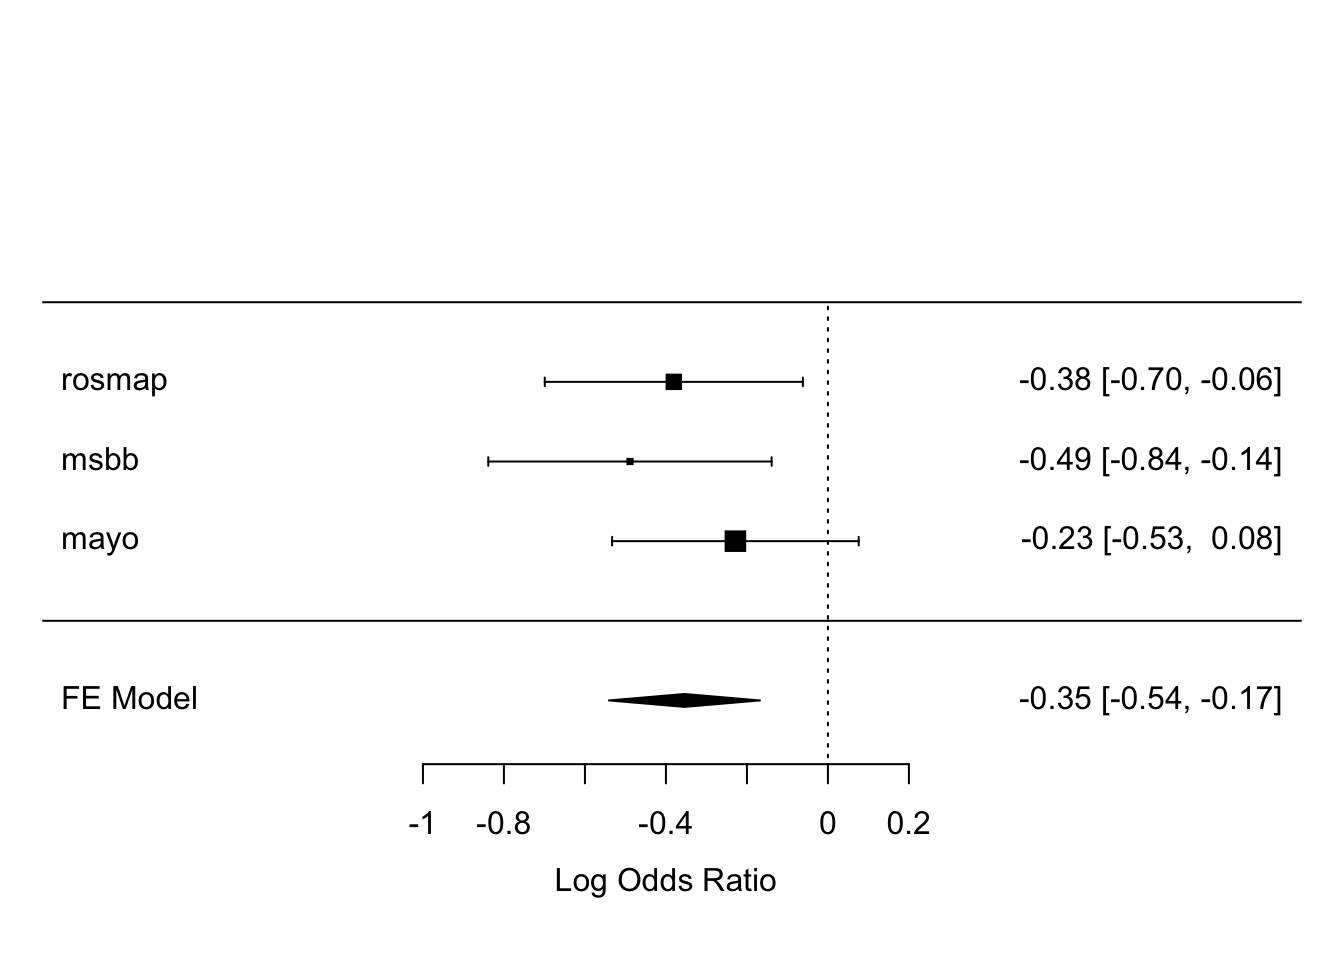 rosmap -0.38 [-0.70, -0.06]
msbb -0.49 [-0.84, -0.14]
mayo -0.23 [-0.53,  0.08]
FE Model -0.35 [-0.54, -0.17]
-1 -0.8 -0.4 0 0.2
Log Odds Ratio